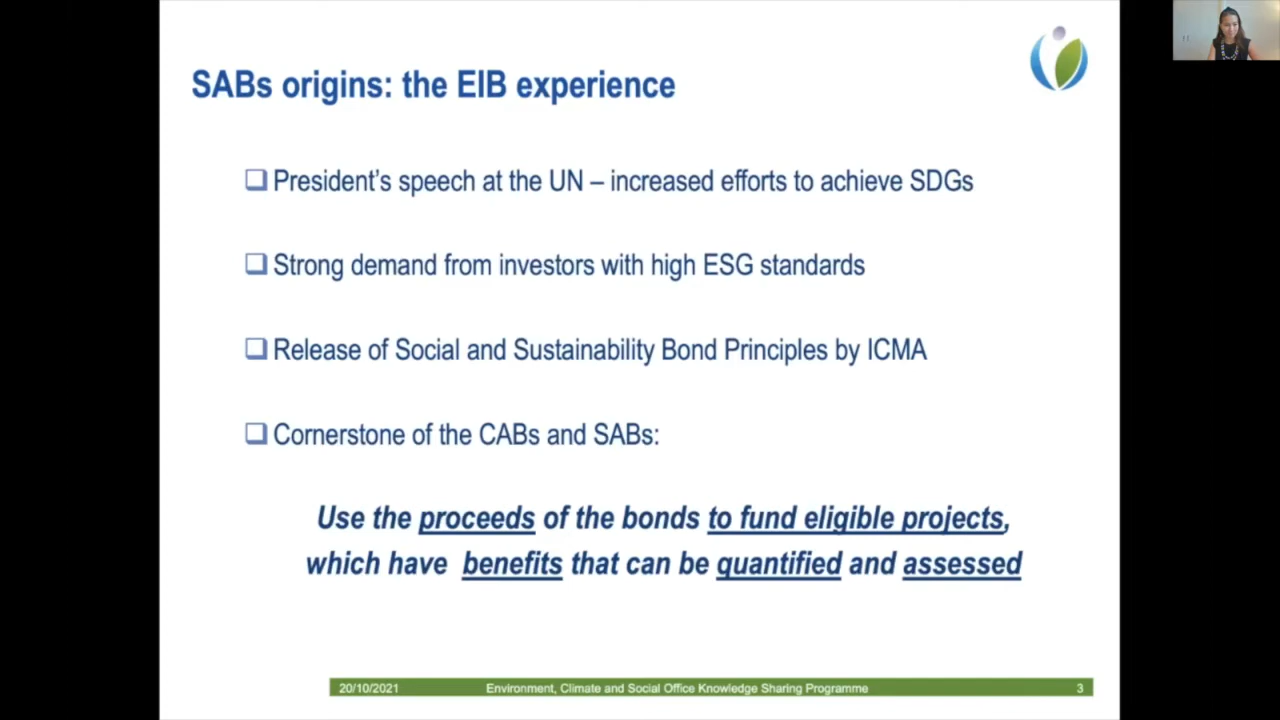 SABs origins: the EIB experience
❑ President's speech at the UN – increased efforts to achieve SDGs
❑ Strong demand from investors with high ESG standards
❑ Release of Social and Sustainability Bond Principles by ICMA
❑ Cornerstone of the CABs and SABs:
Use the proceeds of the bonds to fund eligible projects,
which have benefits that can be quantified and assessed
20/10/2021 Environment, Climate and Social Office Knowledge Sharing Programme 3